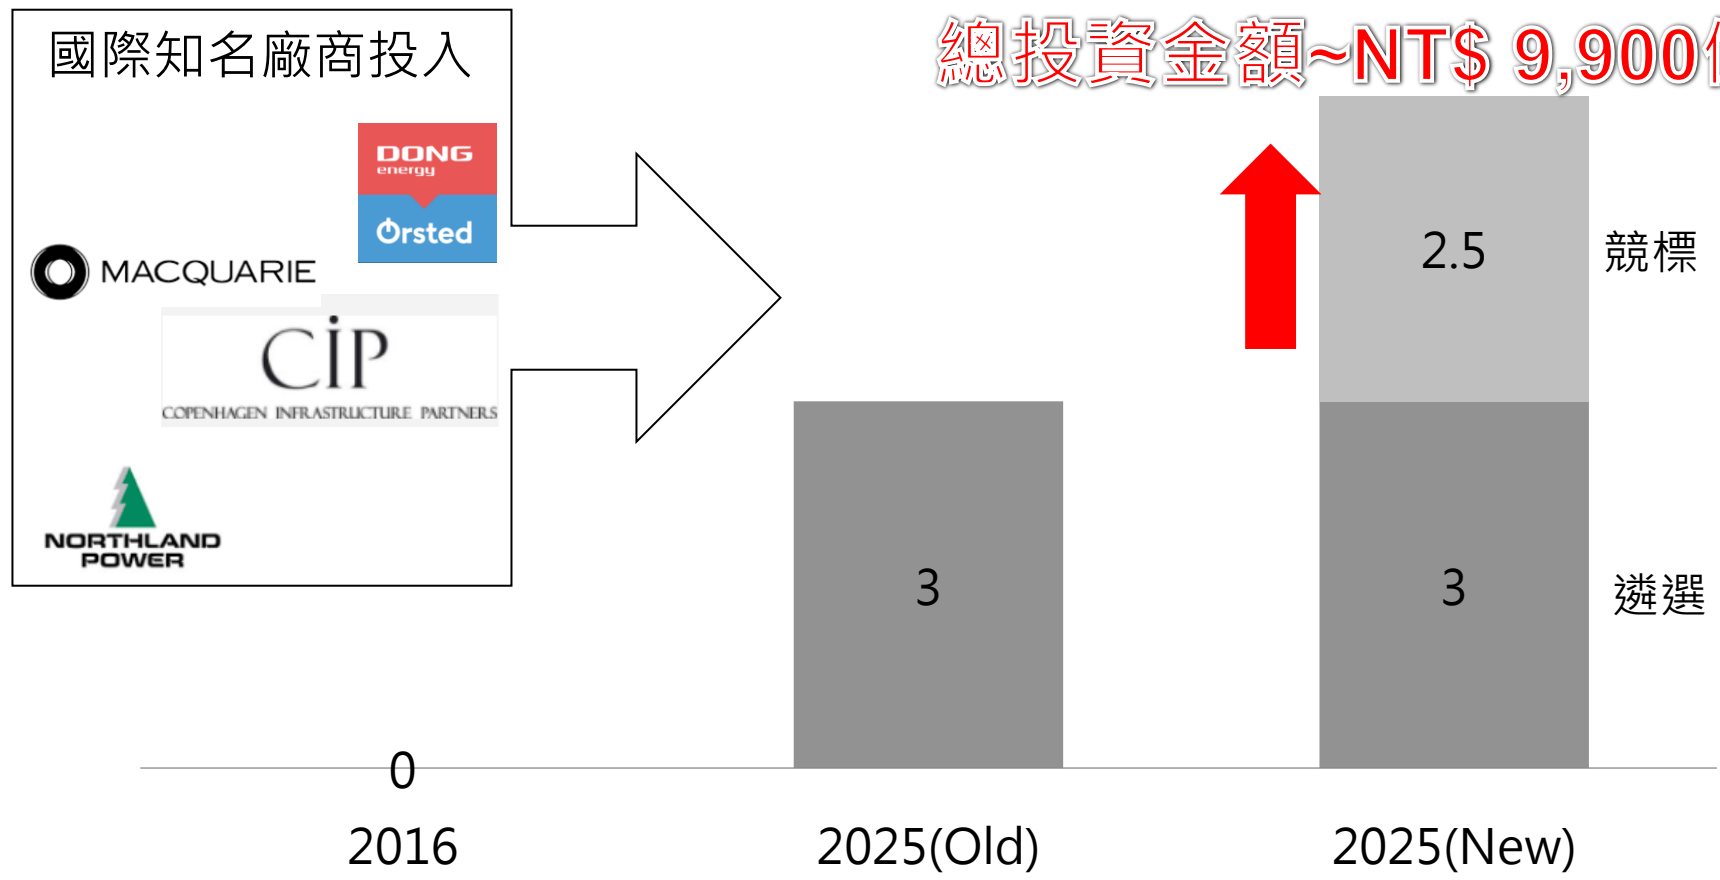 國際知名廠商投入
總投資金額~NT$ 9,900
DONG
energy
Ørsted
MACQUARIE
CIP
COPENHAGEN INFRASTRUCTURE PARTNERS
NORTHLAND
POWER
2.5
競標
3
3
遴選
0
2016
2025(Old)
2025(New)